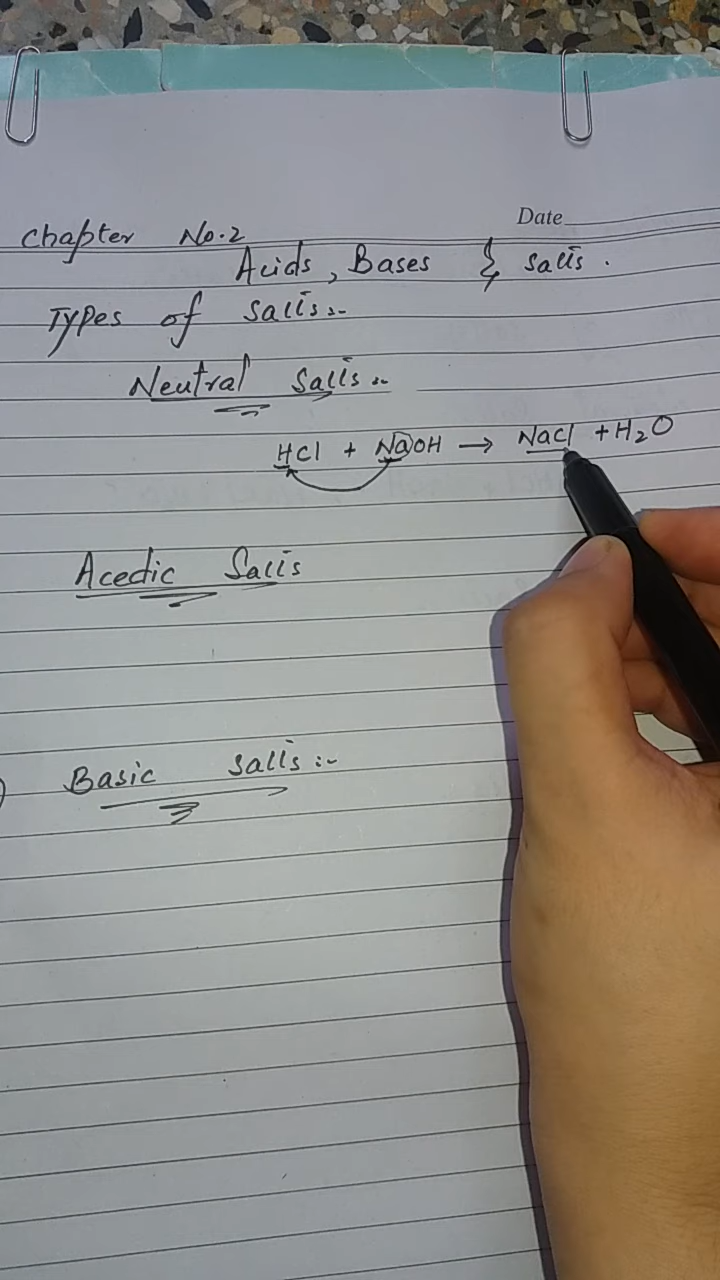 Date
Chapter No.2
Acids, Bases & salts.
Types of salts:-
Neutral Salts:-
HCl + NaOH → NaCl + H₂O
Acedic Salts
Basic salts:-